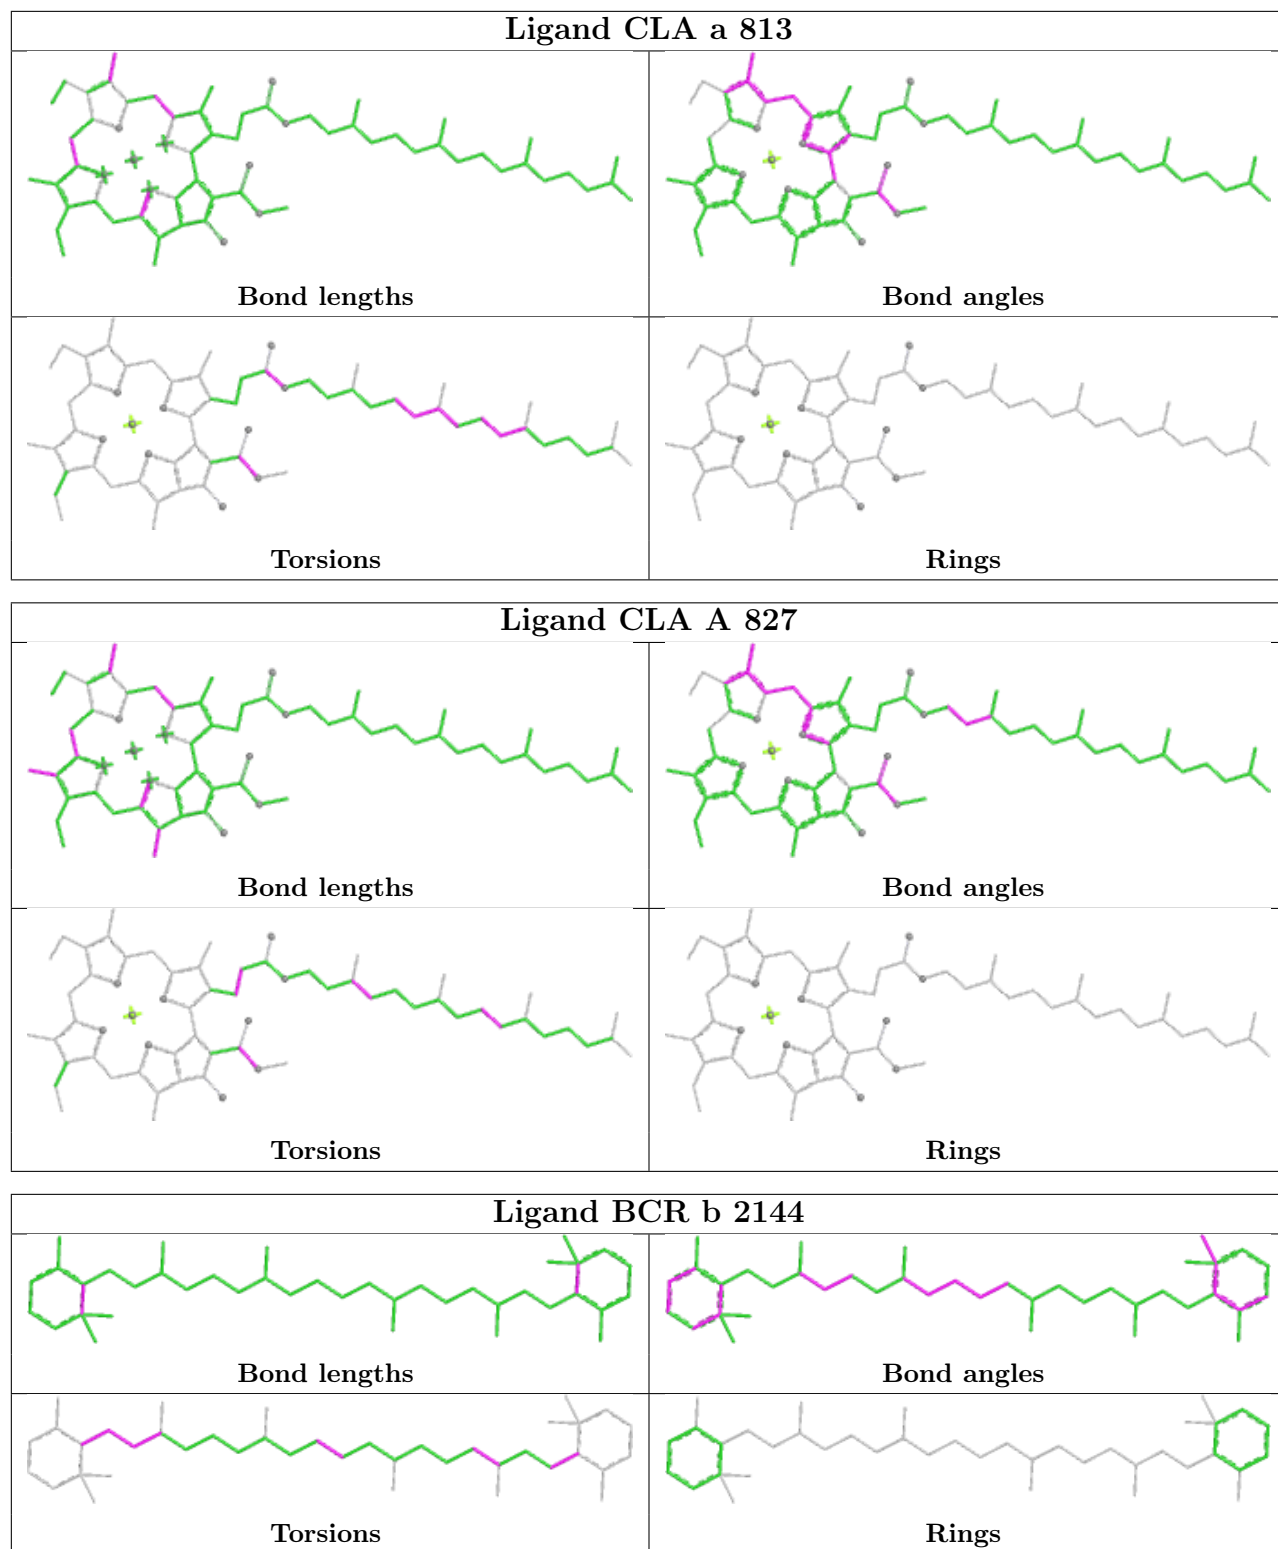 Ligand CLA a 813
Bond lengths
Bond angles
Torsions
Rings
Ligand CLA A 827
Bond lengths
Bond angles
Torsions
Rings
Ligand BCR b 2144
Bond lengths
Bond angles
Torsions
Rings